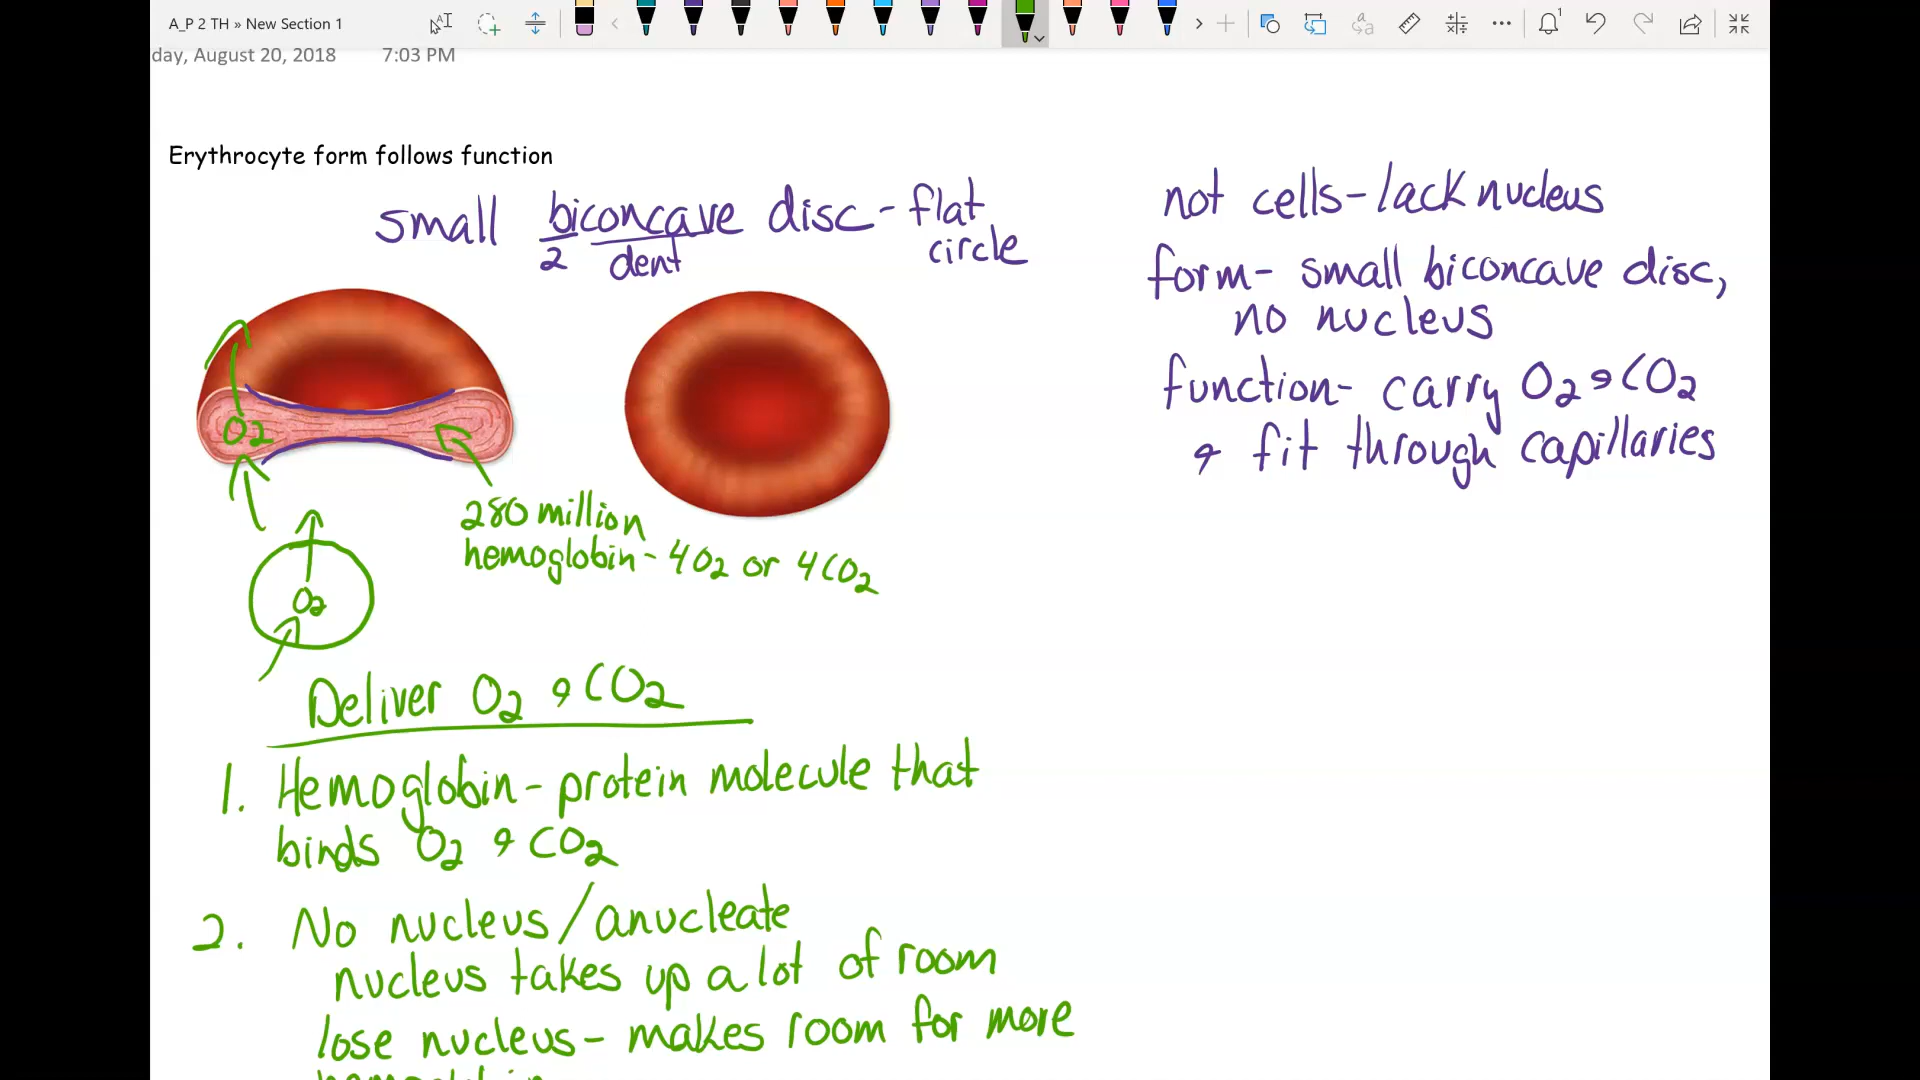 A_P 2 TH » New Section 1
day, August 20, 2018 7:03 PM
Erythrocyte form follows function
small biconcave disc - flat
circle
2 dent
O2
280 million
hemoglobin - 4O2 or 4CO2
O2
Deliver O2 & CO2
1. Hemoglobin - protein molecule that
binds O2 & CO2
2. No nucleus/anucleate
nucleus takes up a lot of room
lose nucleus - makes room for more
hemoglobin
not cells - lack nucleus
form - small biconcave disc,
no nucleus
function - carry O2 & CO2
& fit through capillaries